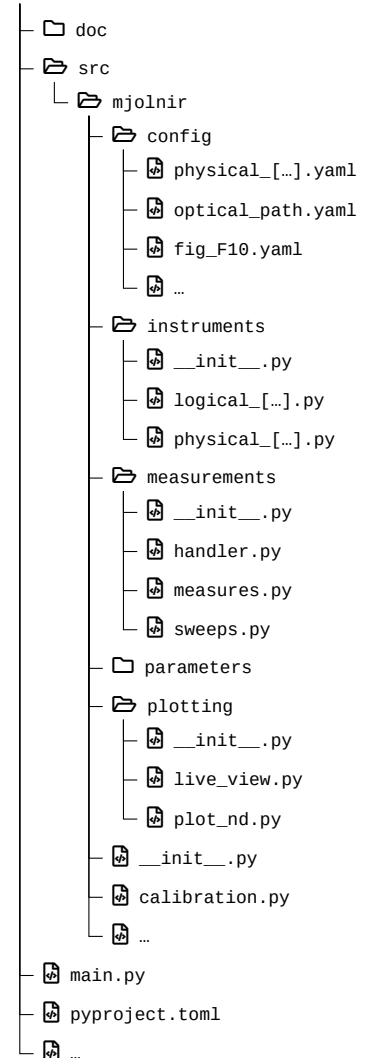 doc
src
mjolnir
config
physical_[…].yaml
optical_path.yaml
fig_F10.yaml
…
instruments
__init__.py
logical_[…].py
physical_[…].py
measurements
__init__.py
handler.py
measures.py
sweeps.py
parameters
plotting
__init__.py
live_view.py
plot_nd.py
__init__.py
calibration.py
…
main.py
pyproject.toml
…